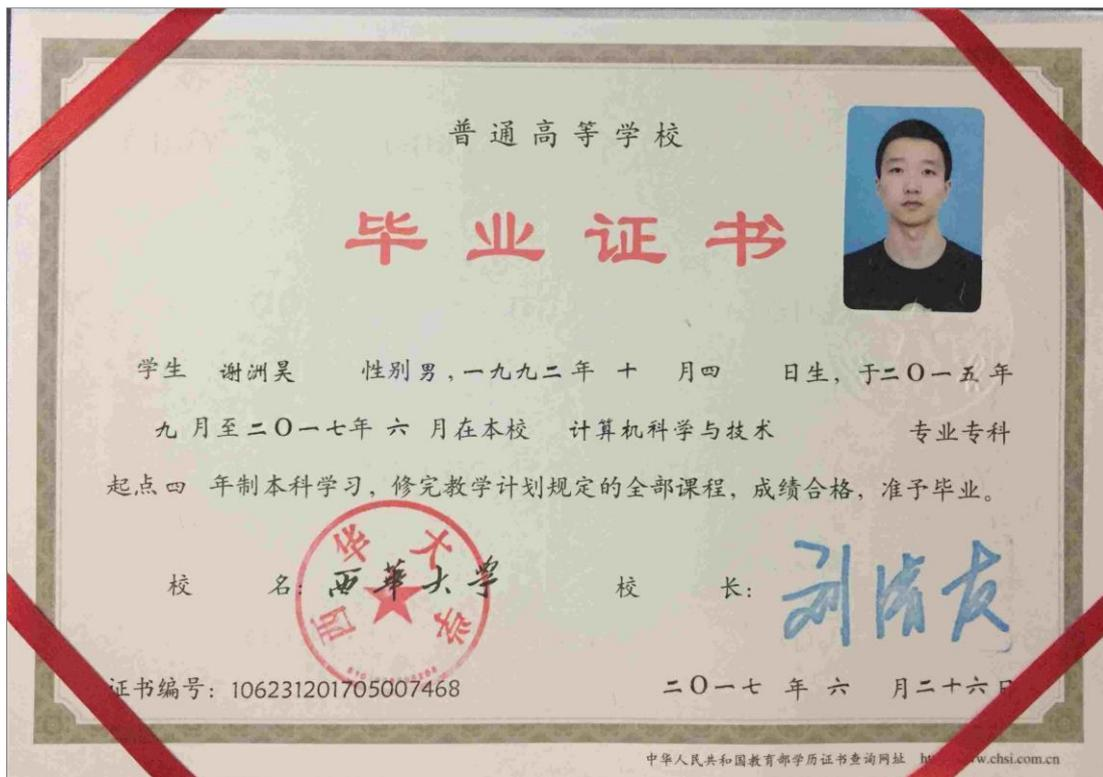 普通高等学校
毕业证书
学生 谢洲昊 性别男，一九九二年 十 月四 日生，于二〇一五年
九 月至二〇一七年 六 月在本校 计算机科学与技术 专业专科
起点四 年制本科学习，修完教学计划规定的全部课程，成绩合格，准予毕业。
西华大学
校 名：西華大学 校 长：刘清友
证书编号：106231201705007468 二〇一七 年 六 月二十六日
中华人民共和国教育部学历证书查询网址 www.chsi.com.cn